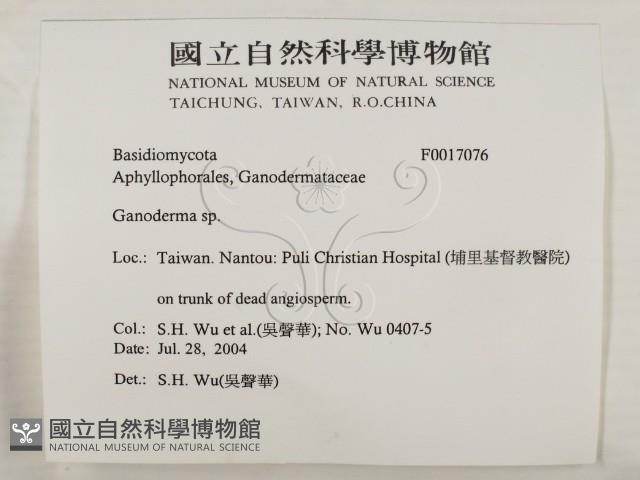 國立自然科學博物館
NATIONAL MUSEUM OF NATURAL SCIENCE
TAICHUNG, TAIWAN, R.O.CHINA
Basidiomycota F0017076
Aphyllophorales, Ganodermataceae
Ganoderma sp.
Loc.: Taiwan. Nantou: Puli Christian Hospital (埔里基督教醫院)
on trunk of dead angiosperm.
Col.: S.H. Wu et al.(吳聲華); No. Wu 0407-5
Date: Jul. 28, 2004
Det.: S.H. Wu(吳聲華)
國立自然科學博物館
NATIONAL MUSEUM OF NATURAL SCIENCE